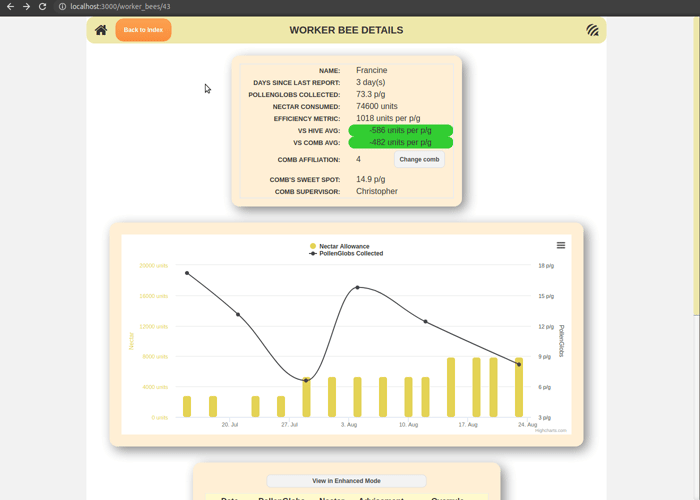 localhost:3000/worker_bees/43
Back to Index
WORKER BEE DETAILS
NAME: Francine
DAYS SINCE LAST REPORT: 3 day(s)
POLLENGLOBS COLLECTED: 73.3 p/g
NECTAR CONSUMED: 74600 units
EFFICIENCY METRIC: 1018 units per p/g
VS HIVE AVG: -586 units per p/g
VS COMB AVG: -482 units per p/g
COMB AFFILIATION: 4 Change comb
COMB'S SWEET SPOT: 14.9 p/g
COMB SUPERVISOR: Christopher
Nectar Allowance
PollenGlobs Collected
20000 units 18 p/g
16000 units 15 p/g
12000 units 12 p/g
8000 units 9 p/g
4000 units 6 p/g
0 units 3 p/g
Nectar
PollenGlobs
20. Jul 27. Jul 3. Aug 10. Aug 17. Aug 24. Aug
Highcharts.com
View in Enhanced Mode